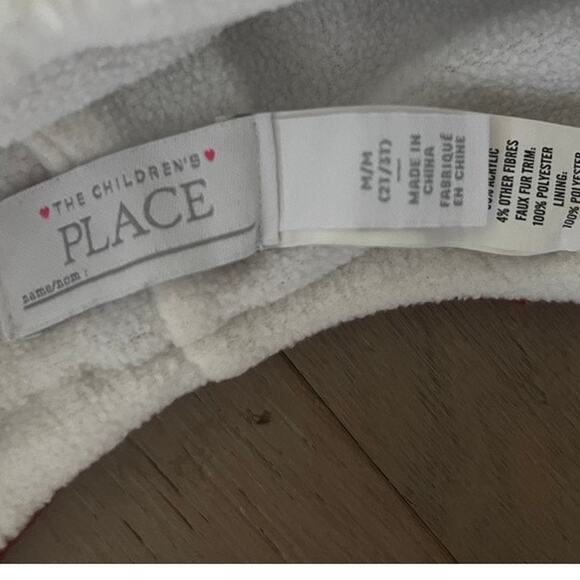 THE CHILDREN'S
PLACE
name/nom :
M/M
(2T/3T)
MADE IN
CHINA
FABRIQUÉ
EN CHINE
ACRYLIC
4% OTHER FIBRES
FAUX FUR TRIM:
100% POLYESTER
LINING:
100% POLYESTER